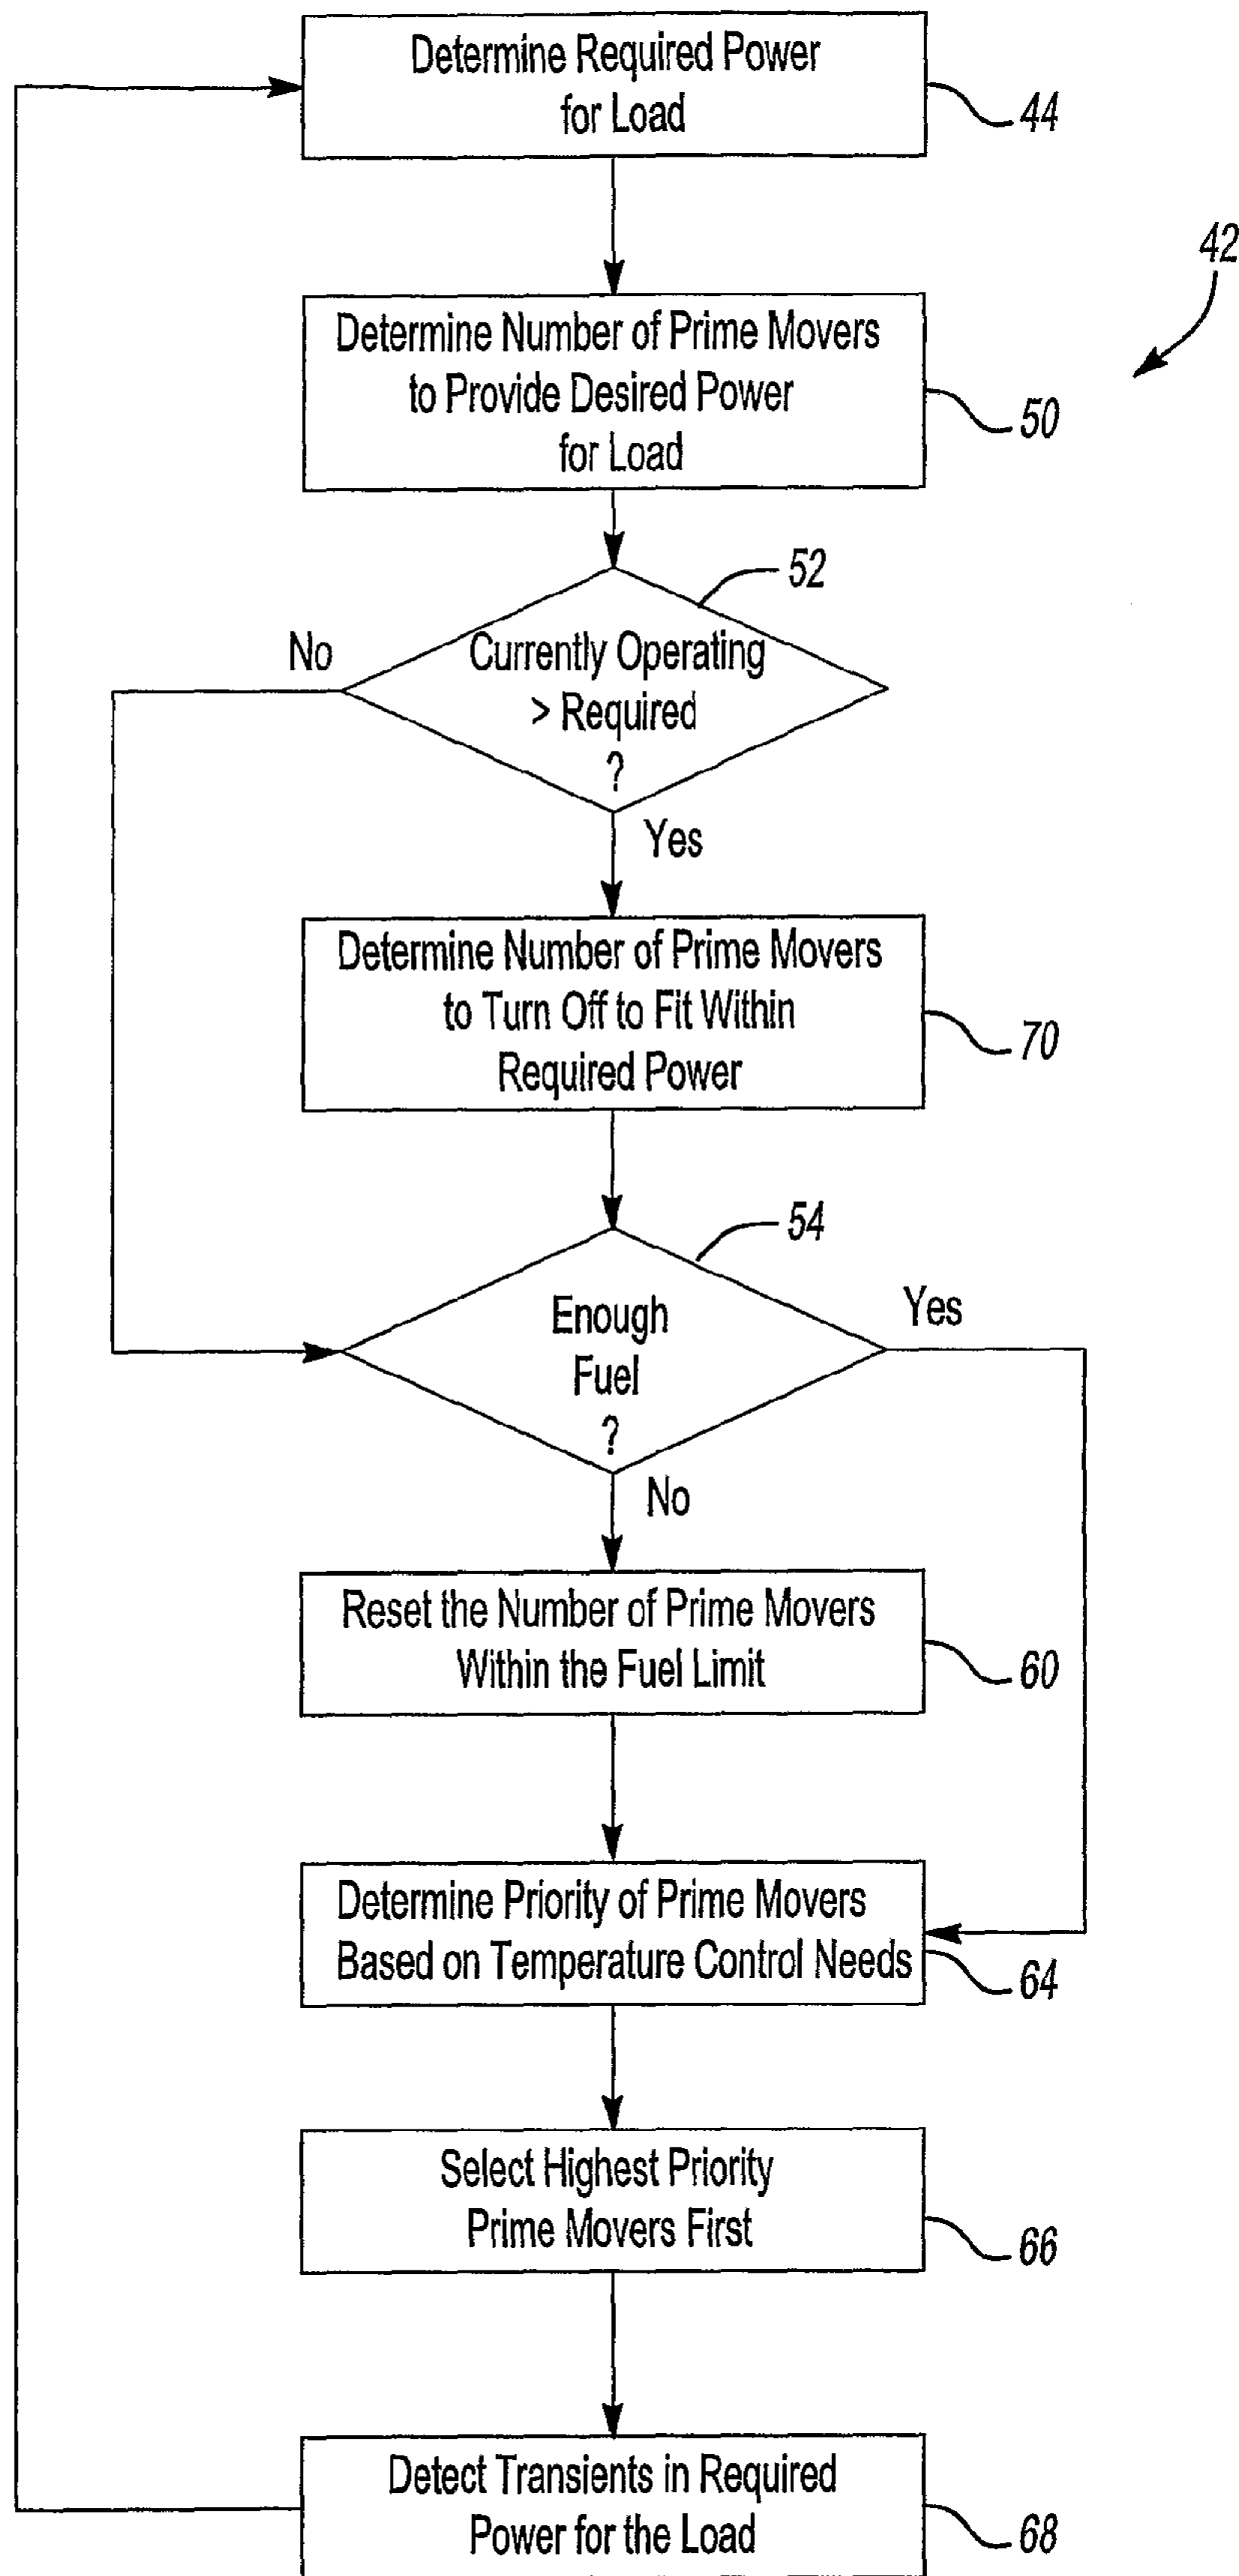 Determine Required Power
for Load
44
42
Determine Number of Prime Movers
to Provide Desired Power
for Load
50
52
No
Currently Operating
> Required
?
Yes
Determine Number of Prime Movers
to Turn Off to Fit Within
Required Power
70
54
Enough
Fuel
?
Yes
No
Reset the Number of Prime Movers
Within the Fuel Limit
60
Determine Priority of Prime Movers
Based on Temperature Control Needs
64
Select Highest Priority
Prime Movers First
66
Detect Transients in Required
Power for the Load
68